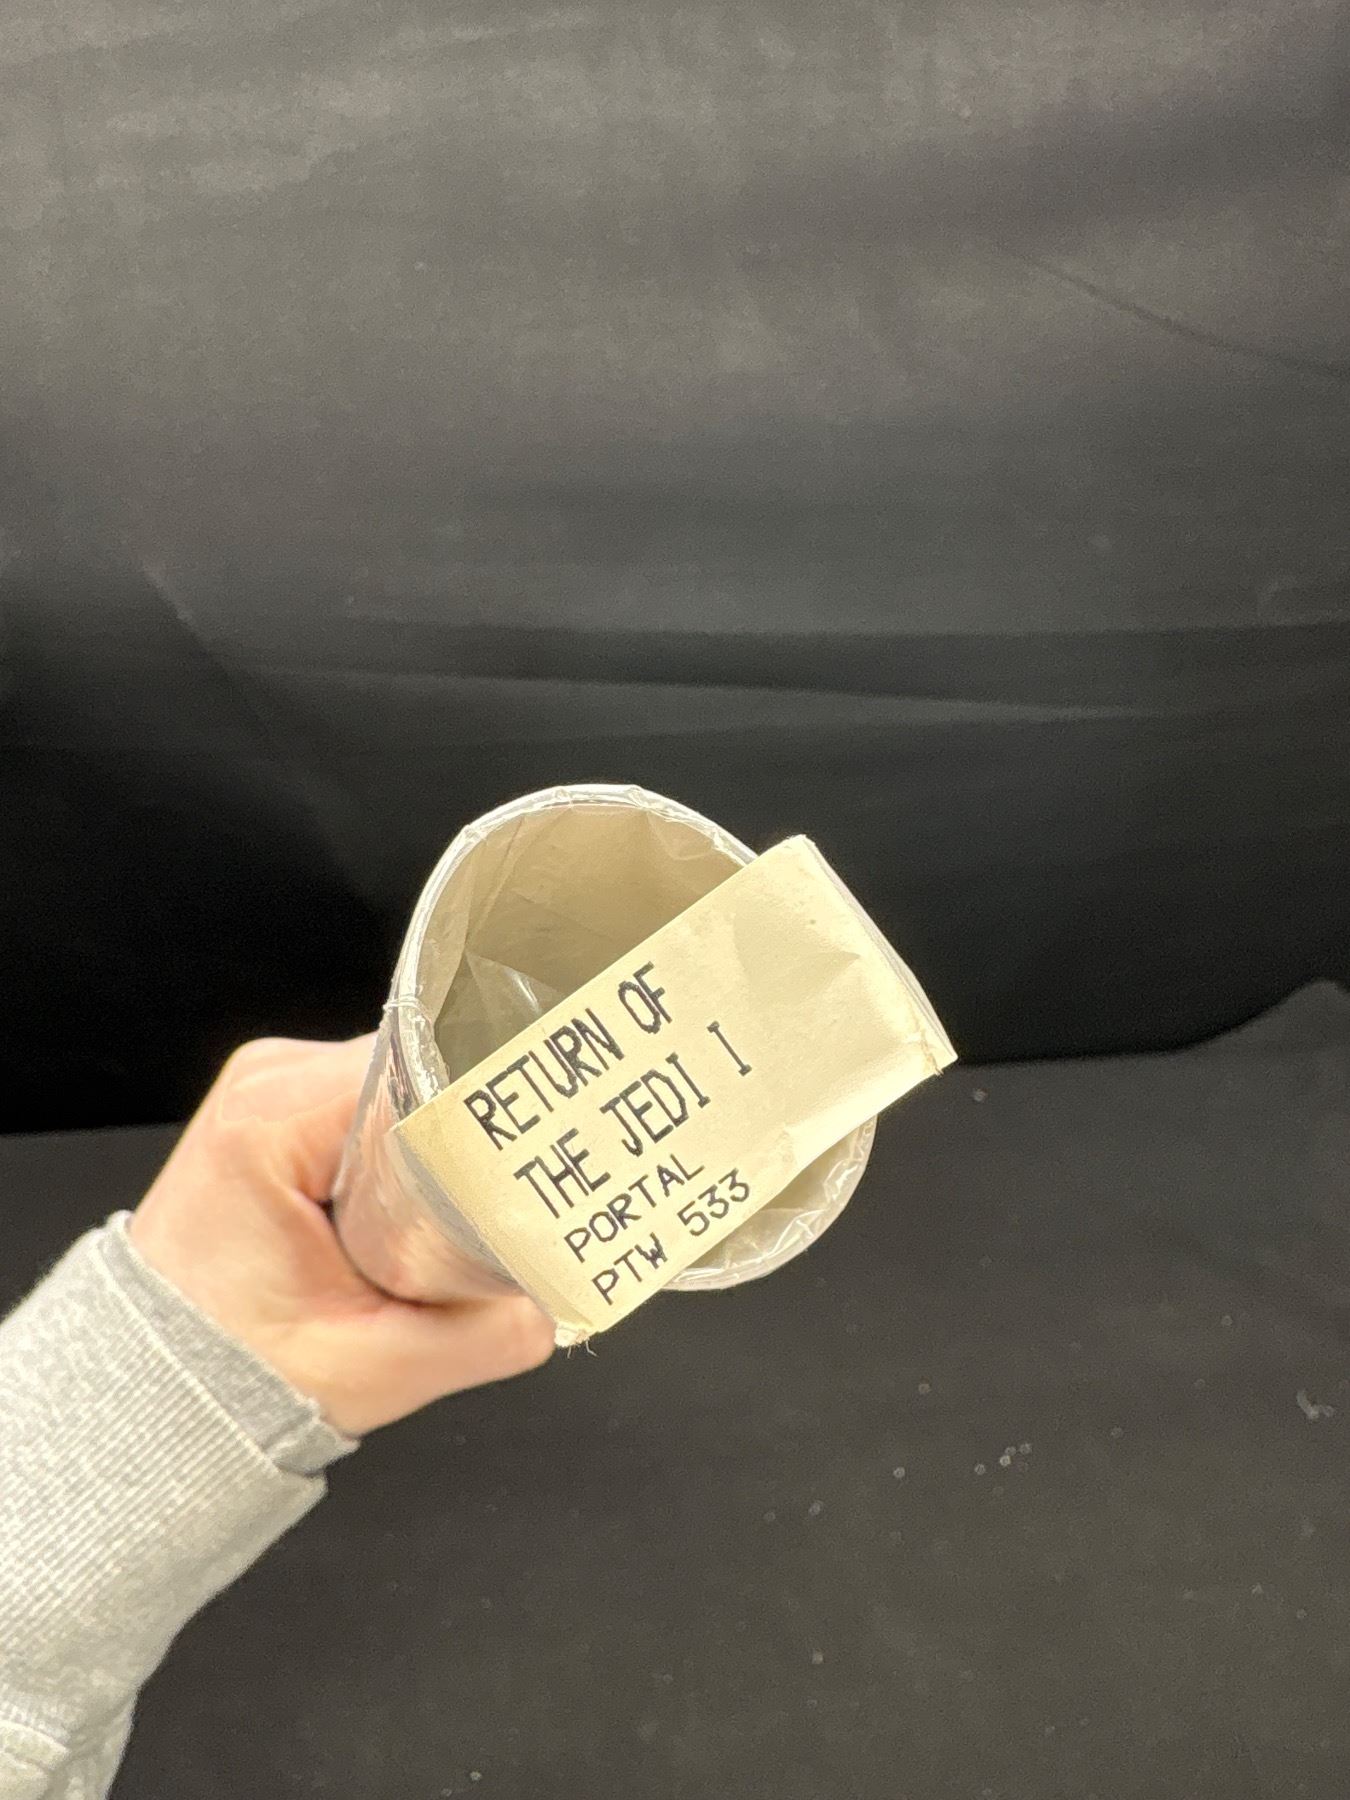 RETURN OF
THE JEDI I
PORTAL
PTW 533